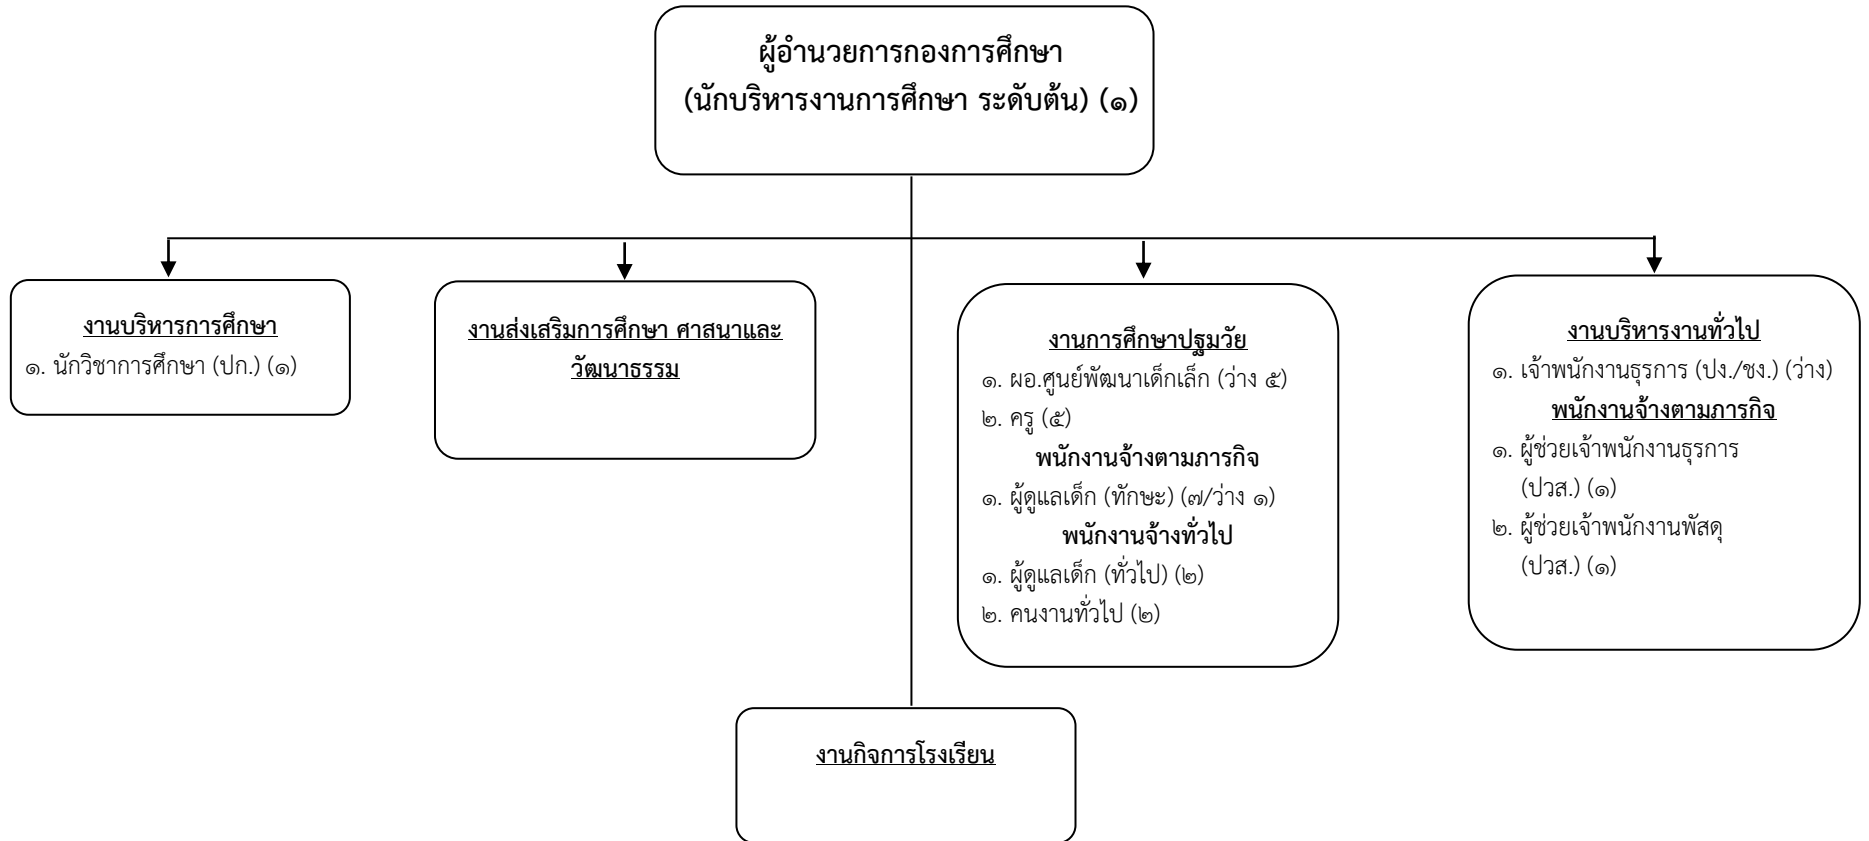 ผู้อำนวยการกองการศึกษา
(นักบริหารงานการศึกษา ระดับต้น) (๑)
งานบริหารการศึกษา
๑. นักวิชาการศึกษา (ปก.) (๑)
งานส่งเสริมการศึกษา ศาสนาและ
วัฒนาธรรม
งานการศึกษาปฐมวัย
๑. ผอ.ศูนย์พัฒนาเด็กเล็ก (ว่าง ๕)
๒. ครู (๕)
พนักงานจ้างตามภารกิจ
๑. ผู้ดูแลเด็ก (ทักษะ) (๗/ว่าง ๑)
พนักงานจ้างทั่วไป
๑. ผู้ดูแลเด็ก (ทั่วไป) (๒)
๒. คนงานทั่วไป (๒)
งานบริหารงานทั่วไป
๑. เจ้าพนักงานธุรการ (ปง./ชง.) (ว่าง)
พนักงานจ้างตามภารกิจ
๑. ผู้ช่วยเจ้าพนักงานธุรการ
(ปวส.) (๑)
๒. ผู้ช่วยเจ้าพนักงานพัสดุ
(ปวส.) (๑)
งานกิจการโรงเรียน